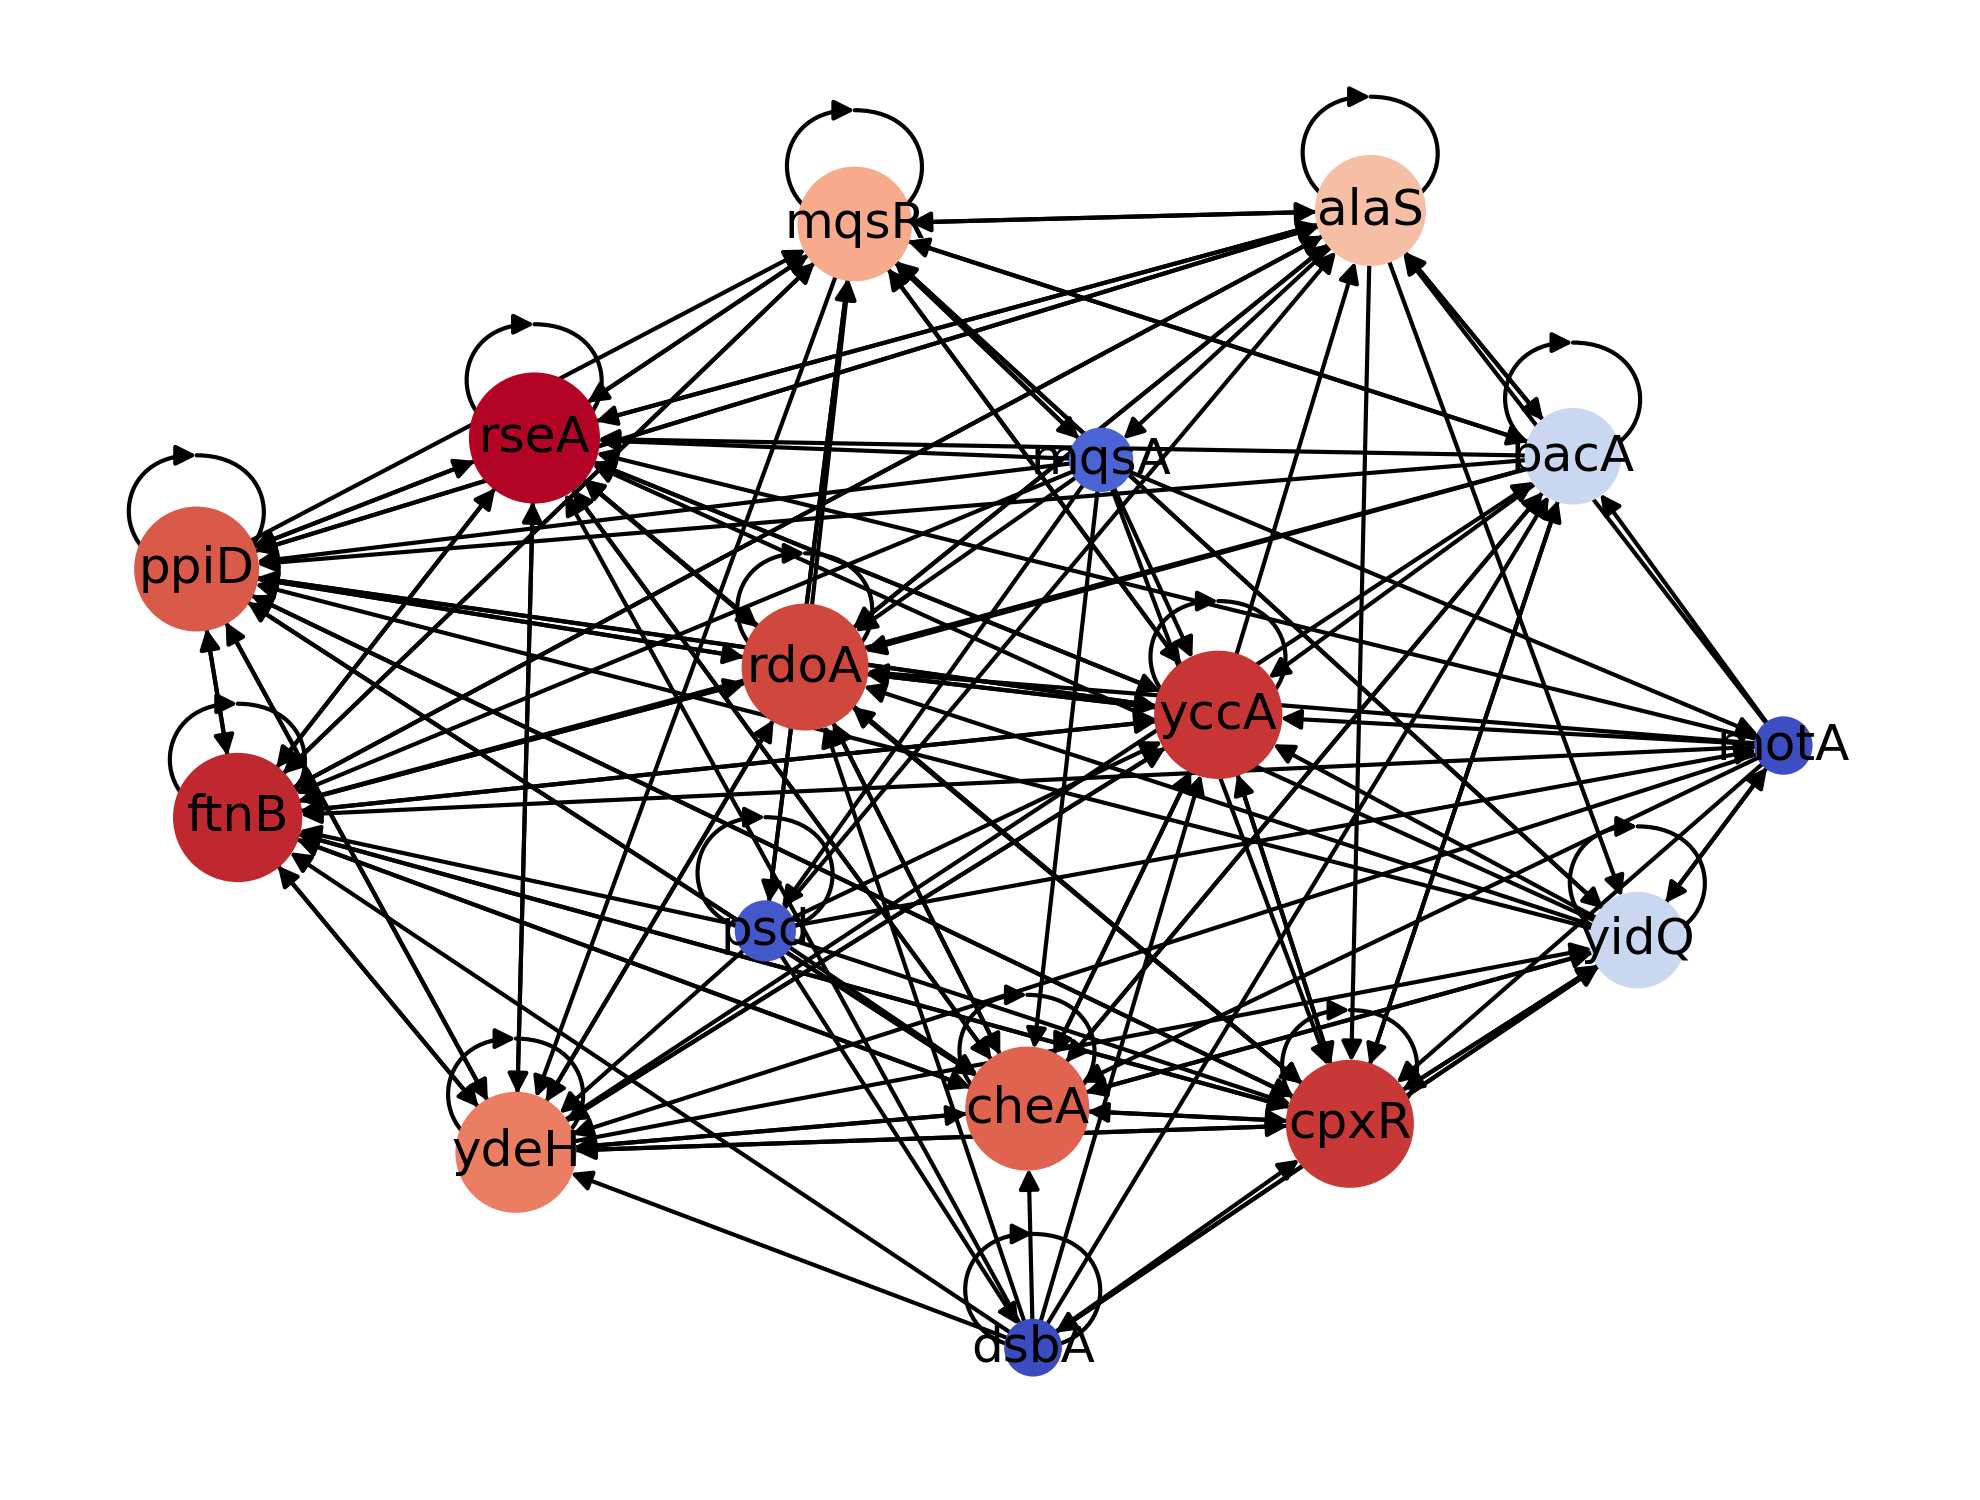 alaS
mqsR
rseA
mqsA
bacA
ppiD
rdoA
yccA
motA
ftnB
psd
yidQ
cheA
cpxR
ydeH
dsbA